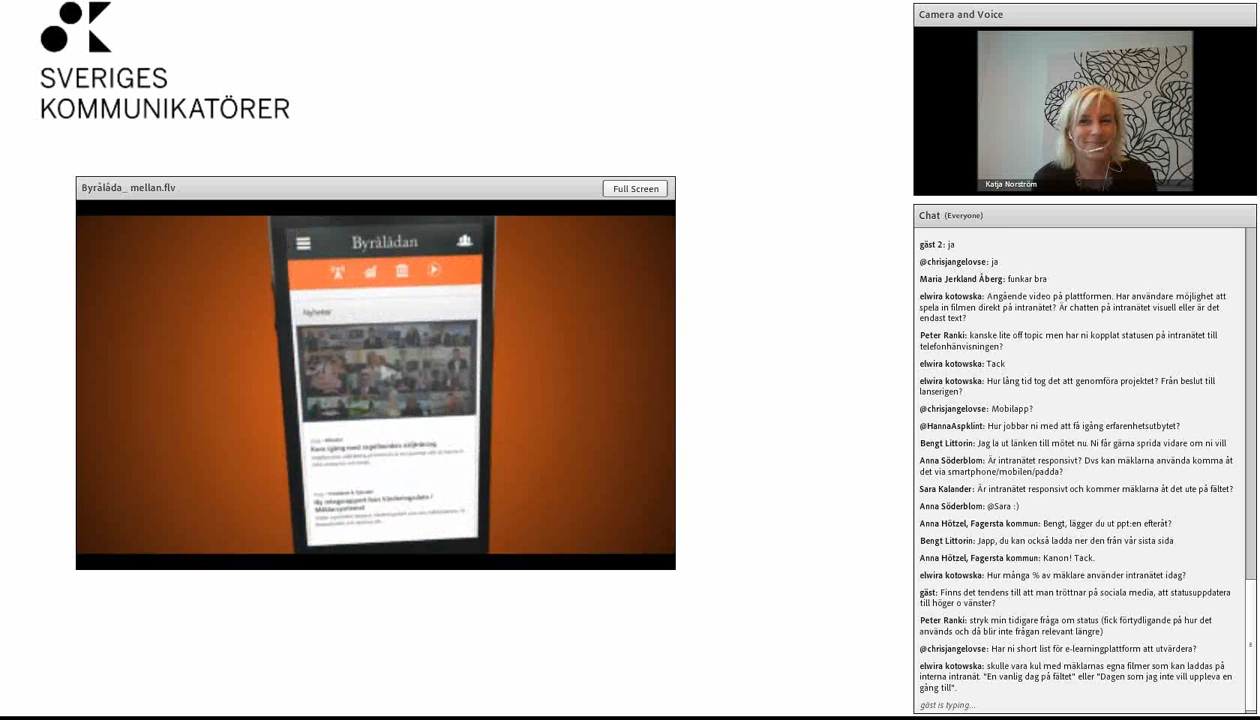 SVERIGES
KOMMUNIKATÖRER
Byrålåda_ mellan.flv
Full Screen
Byrålådan
Nyheter
Camera and Voice
Katja Norström
Chat (Everyone)
gäst 2: ja
@chrisjangelovse: ja
Maria Jerkland Åberg: funkar bra
elwira kotowska: Angående video på plattformen. Har användare möjlighet att
spela in filmen direkt på intranätet? Är chatten på intranätet visuell eller är det
endast text?
Peter Ranki: kanske lite off topic men har ni kopplat statusen på intranätet till
telefonhänvisningen?
elwira kotowska: Tack
elwira kotowska: Hur lång tid tog det att genomföra projektet? Från beslut till
lanserigen?
@chrisjangelovse: Mobilapp?
@HannaAspklint: Hur jobbar ni med att få igång erfarenhetsutbytet?
Bengt Littorin: Jag la ut länken till mötet nu. Ni får gärna sprida vidare om ni vill
Anna Söderblom: Är intranätet responsivt? Dvs kan mäklarna använda komma åt
det via smartphone/mobilen/padda?
Sara Kalander: Är intranätet responsivt och kommer mäklarna åt det ute på fältet?
Anna Söderblom: @Sara :)
Anna Hötzel, Fagersta kommun: Bengt, lägger du ut ppt:en efteråt?
Bengt Littorin: Japp, du kan också ladda ner den från vår sista sida
Anna Hötzel, Fagersta kommun: Kanon! Tack.
elwira kotowska: Hur många % av mäklare använder intranätet idag?
gäst: Finns det tendens till att man tröttnar på sociala media, att statusuppdatera
till höger o vänster?
Peter Ranki: stryk min tidigare fråga om status (fick förtydligande på hur det
används och då blir inte frågan relevant längre)
@chrisjangelovse: Har ni short list för e-learningplattform att utvärdera?
elwira kotowska: skulle vara kul med mäklarnas egna filmer som kan laddas på
interna intranät. "En vanlig dag på fältet" eller "Dagen som jag inte vill uppleva en
gång till".
gäst is typing...